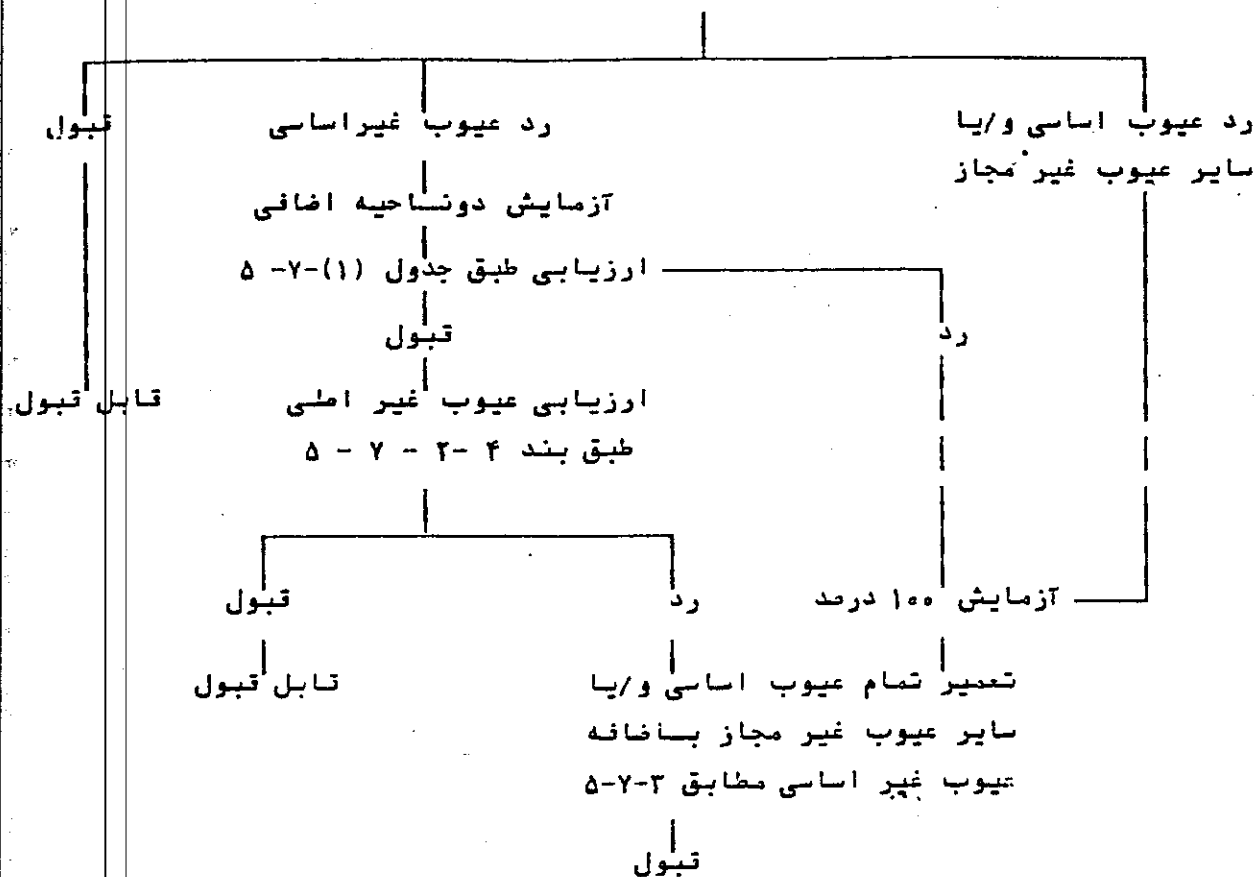 رد عیوب اساسی و/یا
سایر عیوب غیر مجاز
رد عیوب غیراساسی
قبول
آزمایش دوناحیه اضافی
ارزیابی طبق جدول (۱)-۷- ۵
رد
قبول
ارزیابی عیوب غیر اصلی
طبق بند ۴ -۳ - ۷ - ۵
قابل قبول
آزمایش ۱۰۰ درصد
رد
قبول
تعمیر تمام عیوب اساسی و/یا
سایر عیوب غیر مجاز بساضافه
عیوب غیر اساسی مطابق ۳-۷-۵
قابل قبول
قبول